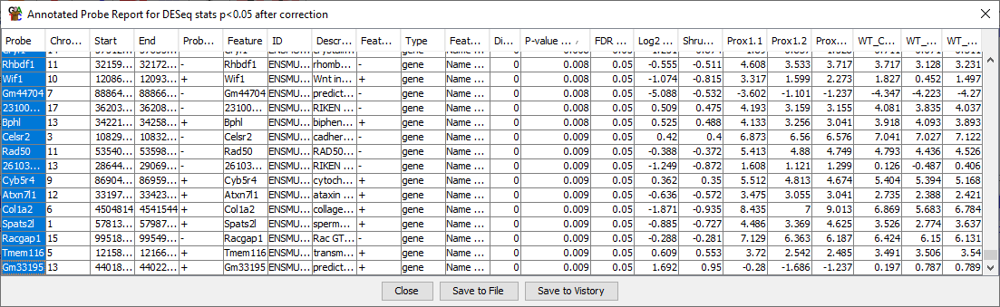 Annotated Probe Report for DESeq stats p<0.05 after correction
Probe Chro... Start End Prob... Feature ID Descr... Feat... Type Feat... Di... P-value ... FDR ... Log2 ... Shru... Prox1.1 Prox1.2 Prox... WT_C... WT_... WT_...
Rhbdf1 11 32159... 32172... - Rhbdf1 ENSMU... rhomb... - gene Name ... 0 0.008 0.05 -0.555 -0.511 4.608 3.533 3.717 3.717 3.128 3.231
Wif1 10 12086... 12093... + Wif1 ENSMU... Wnt in... + gene Name ... 0 0.008 0.05 -1.074 -0.815 3.317 1.599 2.273 1.827 0.452 1.497
Gm44704 7 88864... 88866... - Gm44704 ENSMU... predict... - gene Name ... 0 0.008 0.05 -5.088 -0.532 -3.602 -1.101 -1.237 -4.347 -4.223 -4.27
23100... 17 36203... 36208... - 23100... ENSMU... RIKEN ... - gene Name ... 0 0.008 0.05 0.509 0.475 4.193 3.159 3.155 4.081 3.835 4.037
Bphl 13 34221... 34258... + Bphl ENSMU... biphen... + gene Name ... 0 0.008 0.05 0.525 0.488 4.133 3.256 3.041 3.918 4.093 3.893
Celsr2 3 10829... 10832... - Celsr2 ENSMU... cadher... - gene Name ... 0 0.009 0.05 0.42 0.4 6.873 6.56 6.576 7.041 7.027 7.122
Rad50 11 53540... 53598... - Rad50 ENSMU... RAD50... - gene Name ... 0 0.009 0.05 -0.388 -0.372 5.413 4.88 4.749 4.793 4.436 4.526
26103... 13 28644... 29069... - 26103... ENSMU... RIKEN ... - gene Name ... 0 0.009 0.05 -1.249 -0.872 1.608 1.121 1.299 0.126 -0.487 0.406
Cyb5r4 9 86904... 86959... + Cyb5r4 ENSMU... cytoch... + gene Name ... 0 0.009 0.05 0.362 0.35 5.512 4.813 4.674 5.404 5.394 5.168
Atxn7l1 12 33197... 33423... + Atxn7l1 ENSMU... ataxin ... + gene Name ... 0 0.009 0.05 -0.636 -0.572 3.475 3.055 3.041 2.735 2.388 2.421
Col1a2 6 4504814 4541544 + Col1a2 ENSMU... collage... + gene Name ... 0 0.009 0.05 -1.871 -0.935 8.435 7 9.013 6.869 5.683 6.784
Spats2l 1 57813... 57987... + Spats2l ENSMU... sperm... + gene Name ... 0 0.009 0.05 -0.885 -0.727 4.486 3.369 4.625 3.526 2.774 3.637
Racgap1 15 99518... 99549... - Racgap1 ENSMU... Rac GT... - gene Name ... 0 0.009 0.05 -0.288 -0.281 7.129 6.363 6.187 6.424 6.15 6.131
Tmem116 5 12158... 12166... + Tmem116 ENSMU... transm... + gene Name ... 0 0.009 0.05 0.609 0.553 3.72 2.542 2.485 3.491 3.506 3.54
Gm33195 13 44018... 44022... + Gm33195 ENSMU... predict... + gene Name ... 0 0.009 0.05 1.692 0.95 -0.28 -1.686 -1.237 0.197 0.787 0.789
Close Save to File Save to Vistory